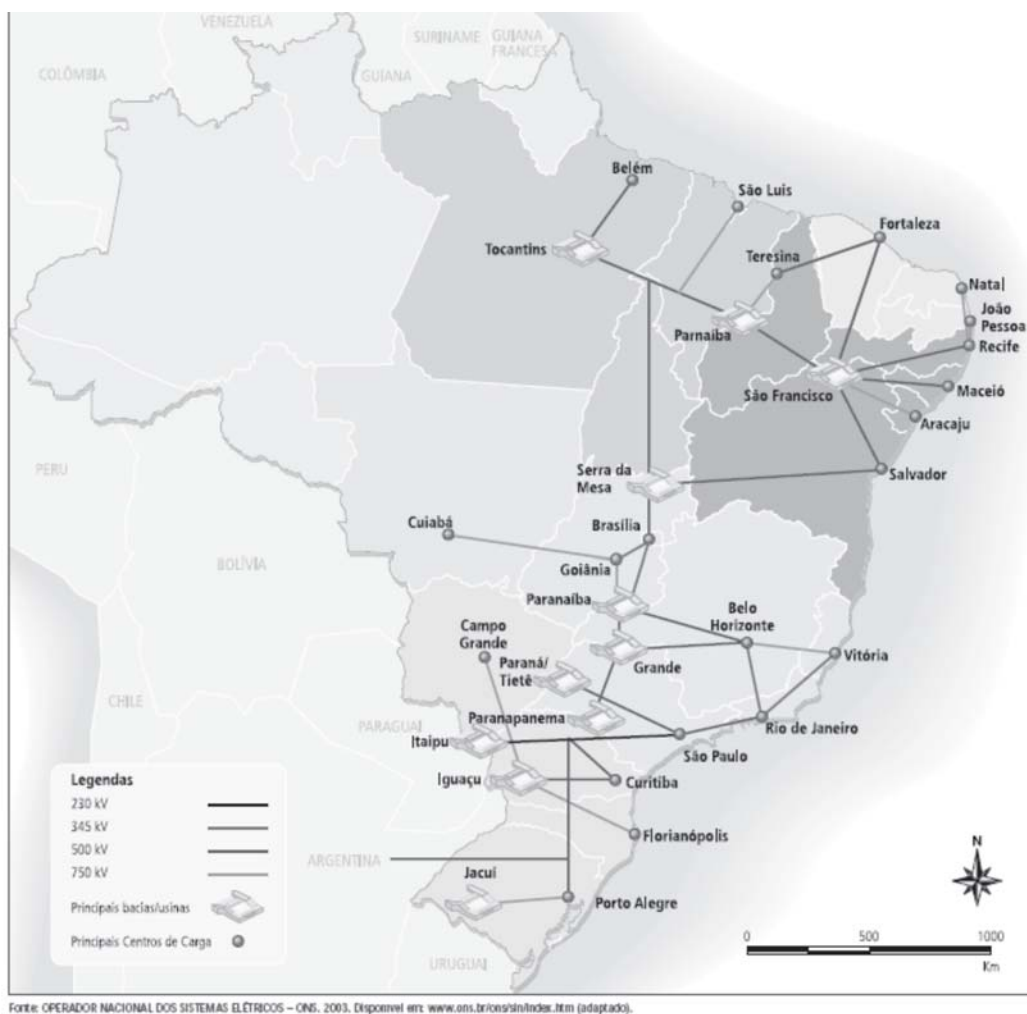 VENEZUELA
SURINAME
GUIANA
FRANCESA
COLÔMBIA
GUIANA
Belém
São Luis
Fortaleza
Tocantins
Teresina
Natal
João
Pessoa
Parnaíba
Recife
São Francisco
Maceió
Aracaju
PERU
Serra da
Mesa
Salvador
Cuiabá
Brasília
BOLÍVIA
Goiânia
Paranaíba
Belo
Horizonte
Campo
Grande
Paraná/
Tietê
Grande
Vitória
CHILE
Paranapanema
PARAGUAI
Itaipu
Rio de Janeiro
São Paulo
Iguaçu
Curitiba
Legendas
230 kV
345 kV
500 kV
750 kV
Principais bacias/usinas
Principais Centros de Carga
Florianópolis
ARGENTINA
Jacuí
Porto Alegre
URUGUAI
N
0 500 1000
Km
Fonte: OPERADOR NACIONAL DOS SISTEMAS ELÉTRICOS – ONS. 2003. Disponível em: www.ons.br/ons/sin/index.htm (adaptado).